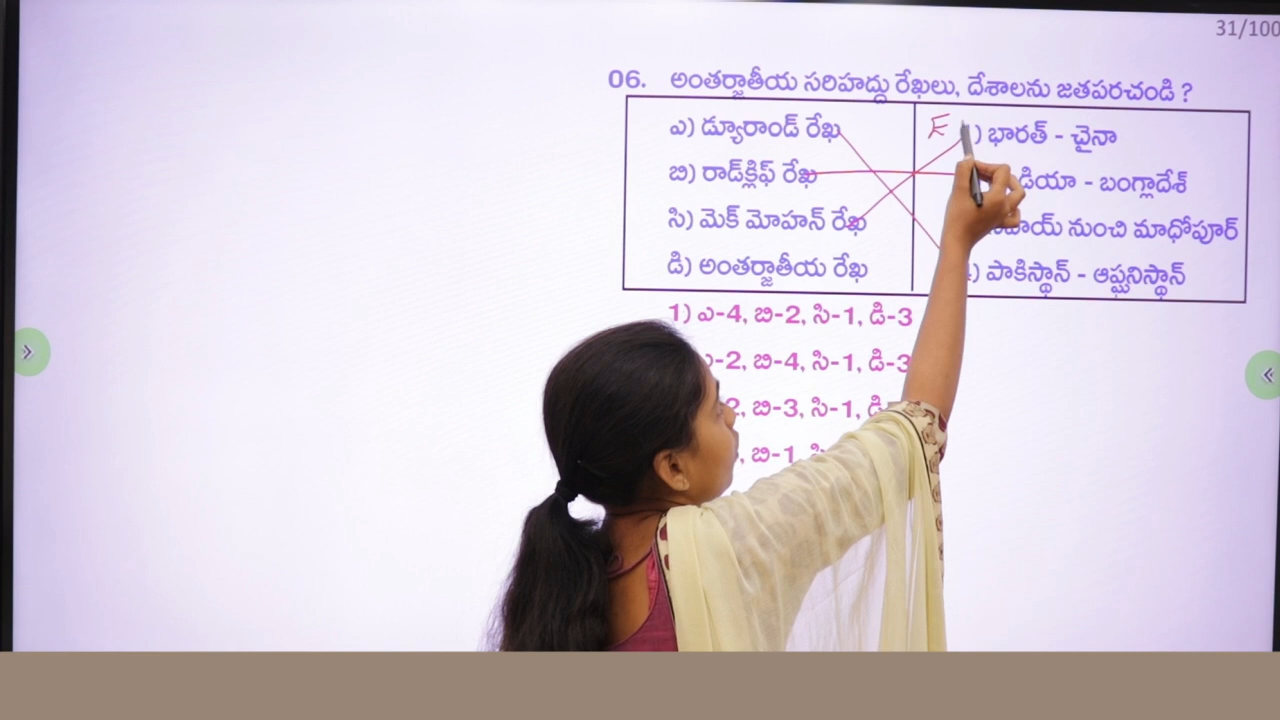 31/100
06. అంతర్జాతీయ సరిహద్దు రేఖలు, దేశాలను జతపరచండి ?
ఎ) డ్యూరాండ్ రేఖ
E
) భారత్ - చైనా
బి) రాడ్‌క్లిఫ్ రేఖ
డియా - బంగ్లాదేశ్
సి) మెక్ మోహన్ రేఖ
నుంచి మాధోపూర్
డి) అంతర్జాతీయ రేఖ
) పాకిస్థాన్ - ఆఫ్ఘనిస్థాన్
1) ఎ-4, బి-2, సి-1, డి-3
-2, బి-4, సి-1, డి-3
బి-3, సి-1,
, బి-1,